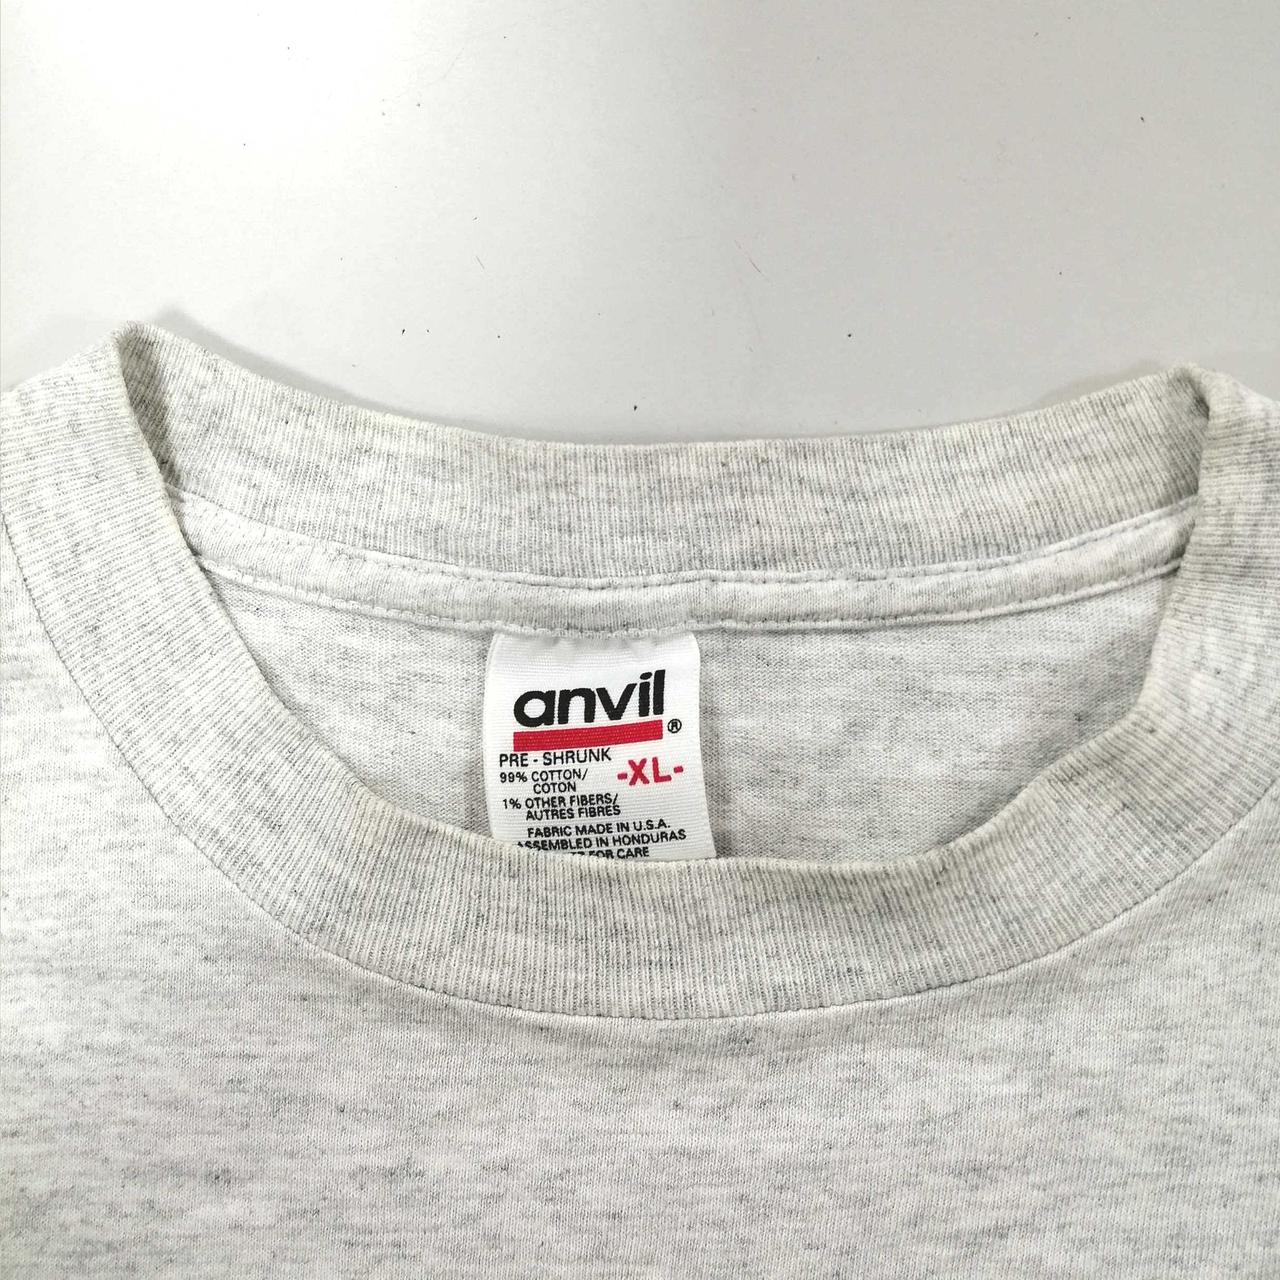 anvil®
PRE - SHRUNK
99% COTTON/ -XL-
COTON
1% OTHER FIBERS/
AUTRES FIBRES
FABRIC MADE IN U.S.A.
ASSEMBLED IN HONDURAS
FOR CARE